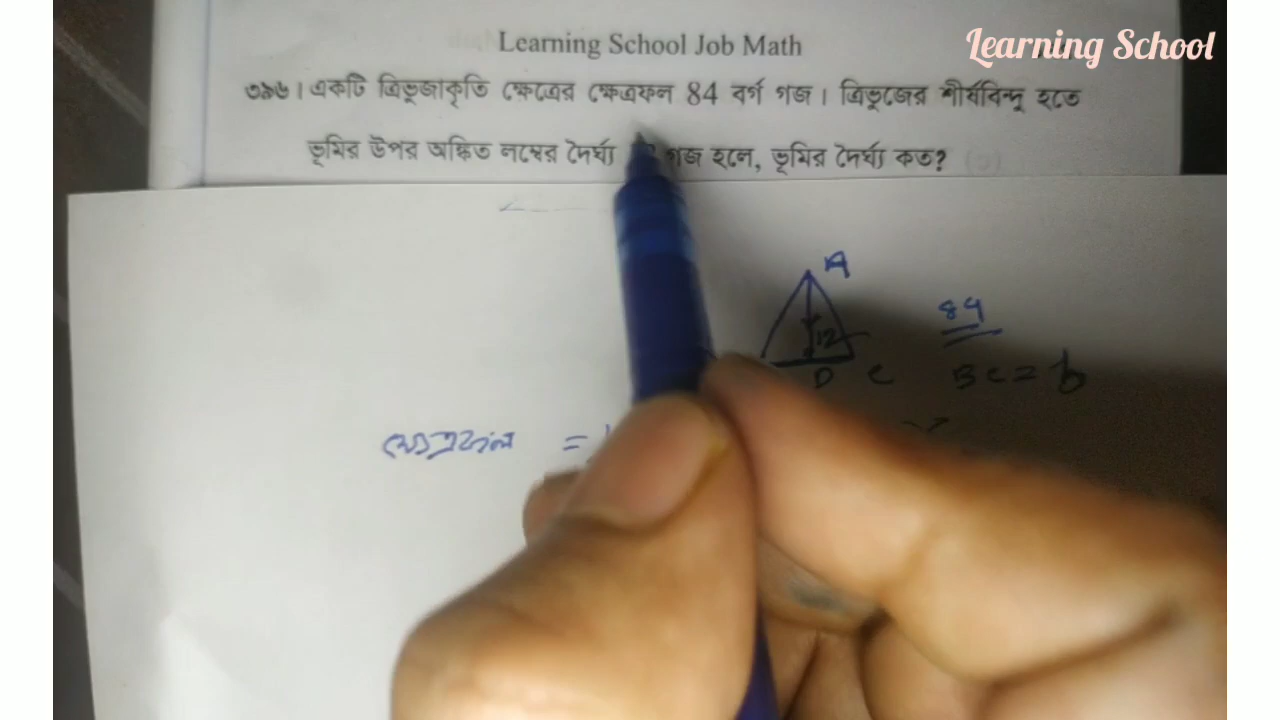 Learning School
Learning School Job Math
৩৯৬। একটি ত্রিভুজাকৃতি ক্ষেত্রের ক্ষেত্রফল 84 বর্গ গজ। ত্রিভুজের শীর্ষবিন্দু হতে
ভূমির উপর অঙ্কিত লম্বের দৈর্ঘ্য গজ হলে, ভূমির দৈর্ঘ্য কত?
A
84
12
D C BC = b
ক্ষেত্রফল =